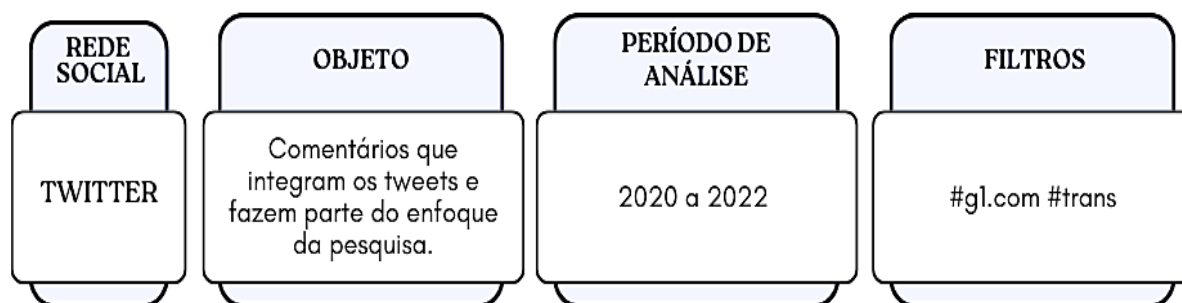 REDE
SOCIAL
OBJETO
PERÍODO DE
ANÁLISE
FILTROS
TWITTER
Comentários que
integram os tweets e
fazem parte do enfoque
da pesquisa.
2020 a 2022
#g1.com #trans